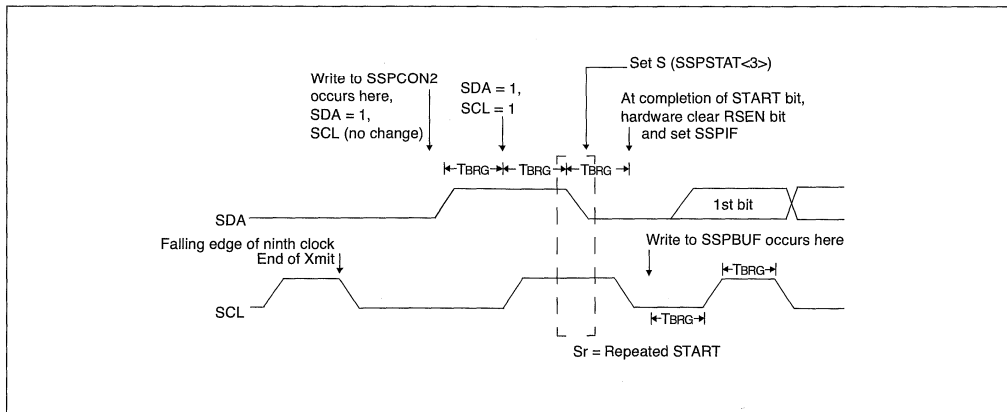 Set S (SSPSTAT<3>)
Write to SSPCON2
occurs here,
SDA = 1,
SCL (no change)
SDA = 1,
SCL = 1
At completion of START bit,
hardware clear RSEN bit
and set SSPIF
TBRG
TBRG
TBRG
SDA
1st bit
Falling edge of ninth clock
End of Xmit
Write to SSPBUF occurs here
TBRG
SCL
TBRG
Sr = Repeated START